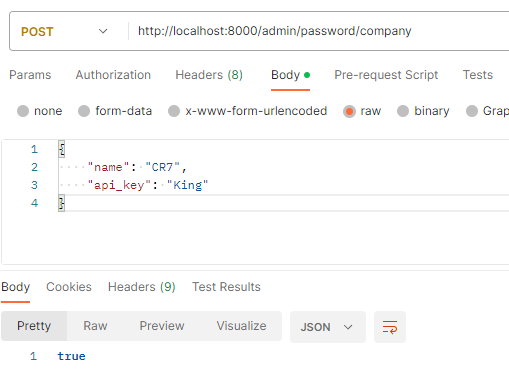 POST http://localhost:8000/admin/password/company
Params Authorization Headers (8) Body Pre-request Script Tests
none form-data x-www-form-urlencoded raw binary Grap
1 {
2 "name": "CR7",
3 "api_key": "King"
4 }
Body Cookies Headers (9) Test Results
Pretty Raw Preview Visualize JSON
1 true